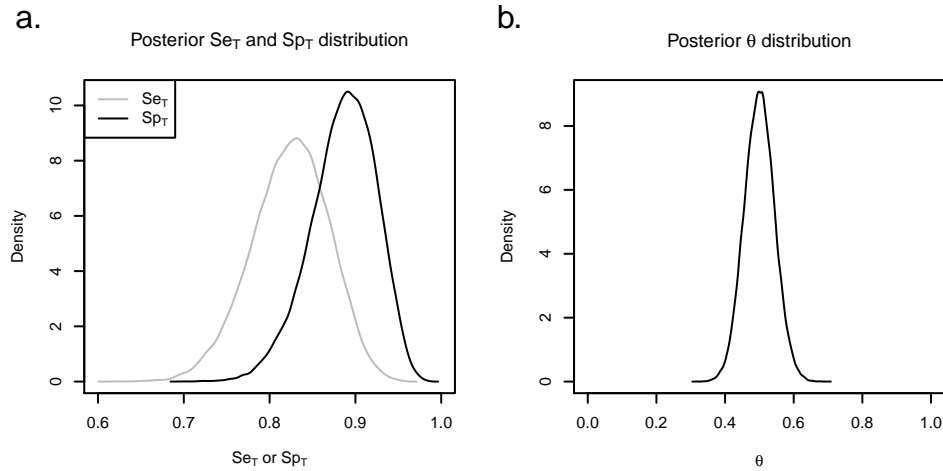 a.
Posterior SeT and SpT distribution
SeT
SpT
Density
0
2
4
6
8
10
0.6 0.7 0.8 0.9 1.0
SeT or SpT
b.
Posterior θ distribution
Density
0
2
4
6
8
0.0 0.2 0.4 0.6 0.8 1.0
θ